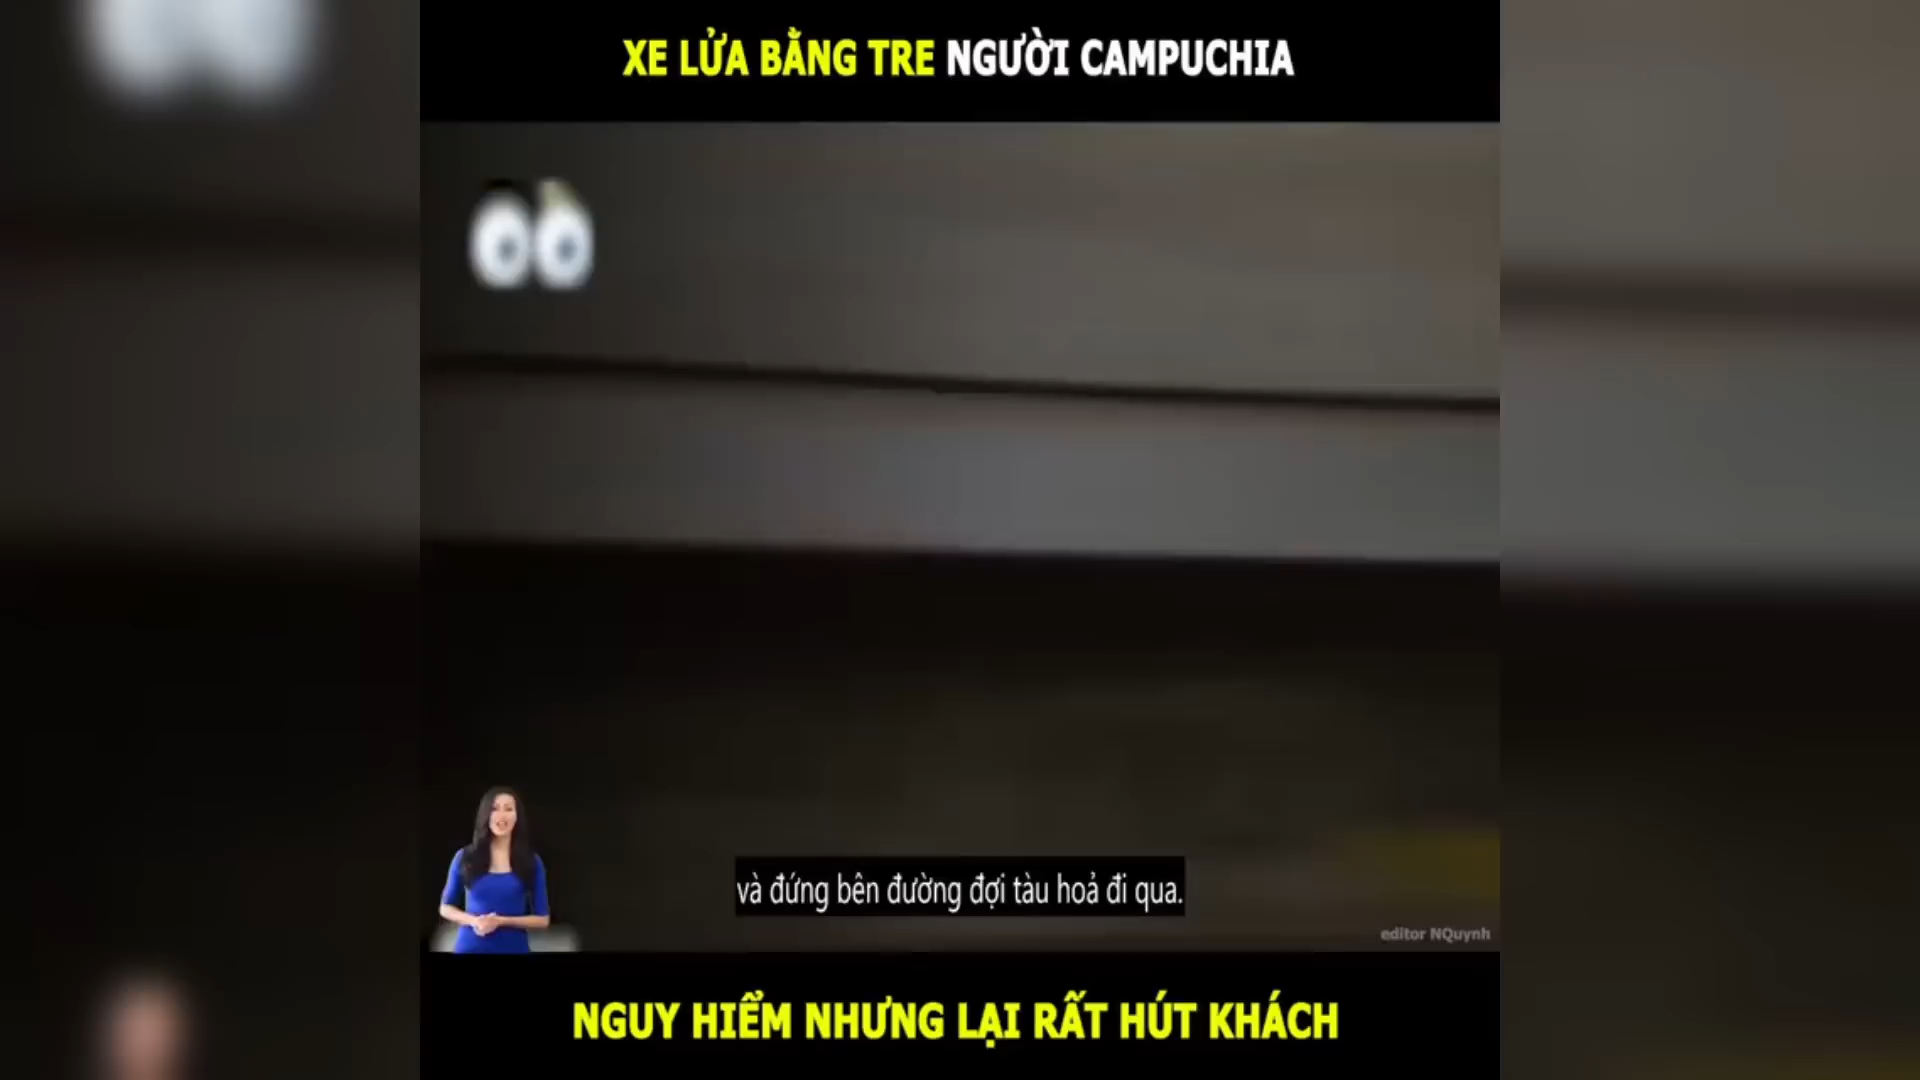 XE LỬA BẰNG TRE NGƯỜI CAMPUCHIA
và đứng bên đường đợi tàu hoả đi qua.
editor NQuynh
NGUY HIỂM NHƯNG LẠI RẤT HÚT KHÁCH